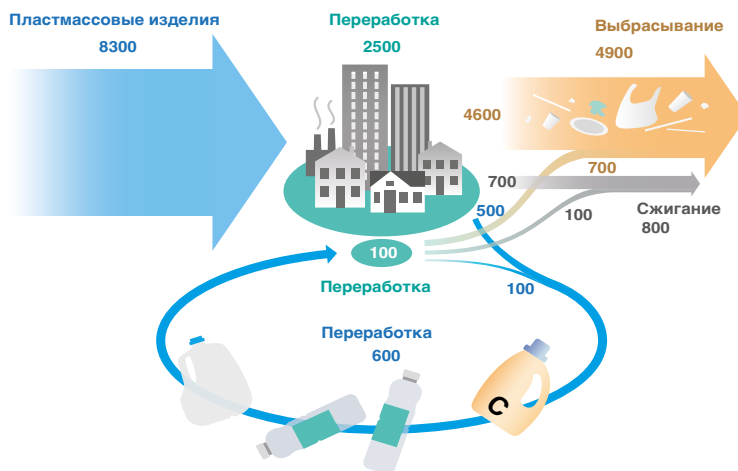 Пластмассовые изделия
8300
Переработка
2500
Выбрасывание
4900
4600
700
700
500
100
Сжигание
800
100
Переработка
100
Переработка
600
C